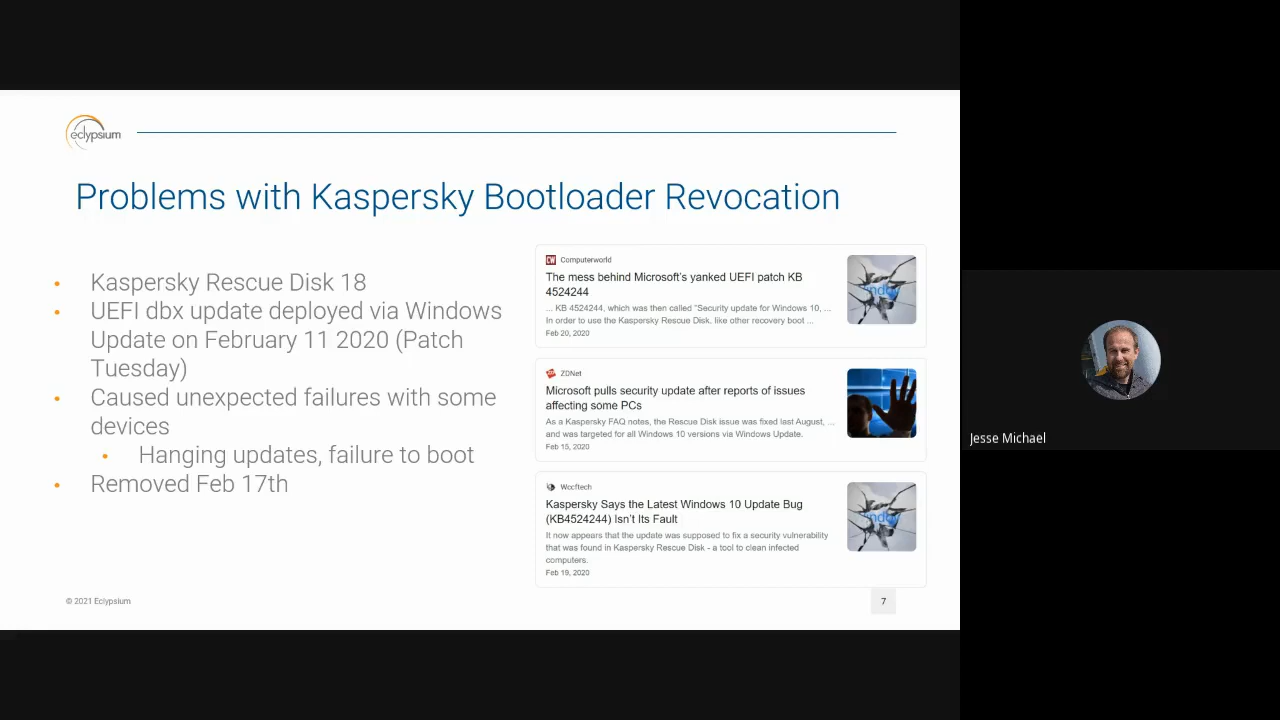 eclypsium
Problems with Kaspersky Bootloader Revocation
• Kaspersky Rescue Disk 18
• UEFI dbx update deployed via Windows
Update on February 11 2020 (Patch
Tuesday)
• Caused unexpected failures with some
devices
• Hanging updates, failure to boot
• Removed Feb 17th
CW Computerworld
The mess behind Microsoft's yanked UEFI patch KB
4524244
... KB 4524244, which was then called "Security update for Windows 10, ...
In order to use the Kaspersky Rescue Disk, like other recovery boot ...
Feb 20, 2020
ZDNet
Microsoft pulls security update after reports of issues
affecting some PCs
As a Kaspersky FAQ notes, the Rescue Disk issue was fixed last August, ...
and was targeted for all Windows 10 versions via Windows Update.
Feb 15, 2020
Wccftech
Kaspersky Says the Latest Windows 10 Update Bug
(KB4524244) Isn't Its Fault
It now appears that the update was supposed to fix a security vulnerability
that was found in Kaspersky Rescue Disk - a tool to clean infected
computers.
Feb 19, 2020
© 2021 Eclypsium
7
Jesse Michael